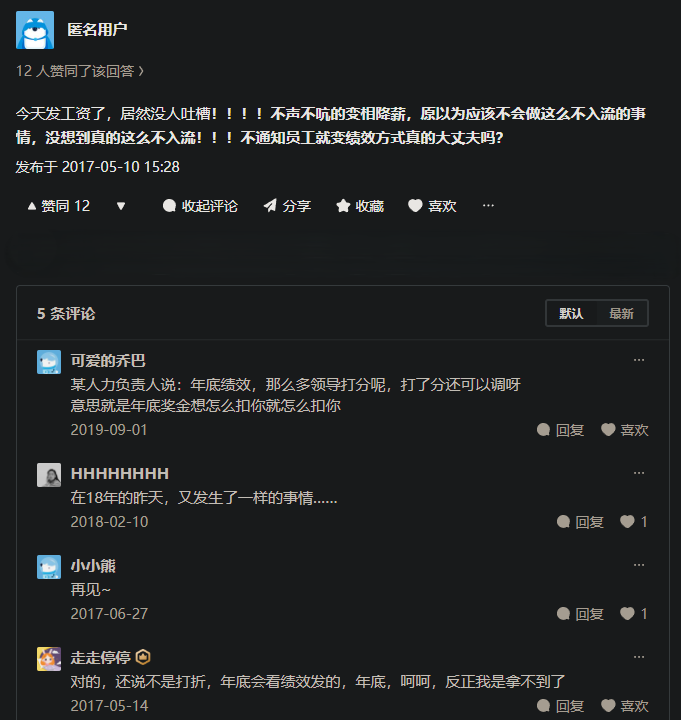 匿名用户
12 人赞同了该回答 ›
今天发工资了，居然没人吐槽！！！！不声不吭的变相降薪，原以为应该不会做这么不入流的事
情，没想到真的这么不入流！！！不通知员工就变绩效方式真的大丈夫吗？
发布于 2017-05-10 15:28
赞同 12 收起评论 分享 收藏 喜欢 ···
5 条评论 默认 最新
可爱的乔巴 ···
某人力负责人说：年底绩效，那么多领导打分呢，打了分还可以调呀
意思就是年底奖金想怎么扣你就怎么扣你
2019-09-01 回复 喜欢
HHHHHHHH ···
在18年的昨天，又发生了一样的事情......
2018-02-10 回复 1
小小熊 ···
再见~
2017-06-27 回复 1
走走停停 ···
对的，还说不是打折，年底会看绩效发的，年底，呵呵，反正我是拿不到了
2017-05-14 回复 喜欢